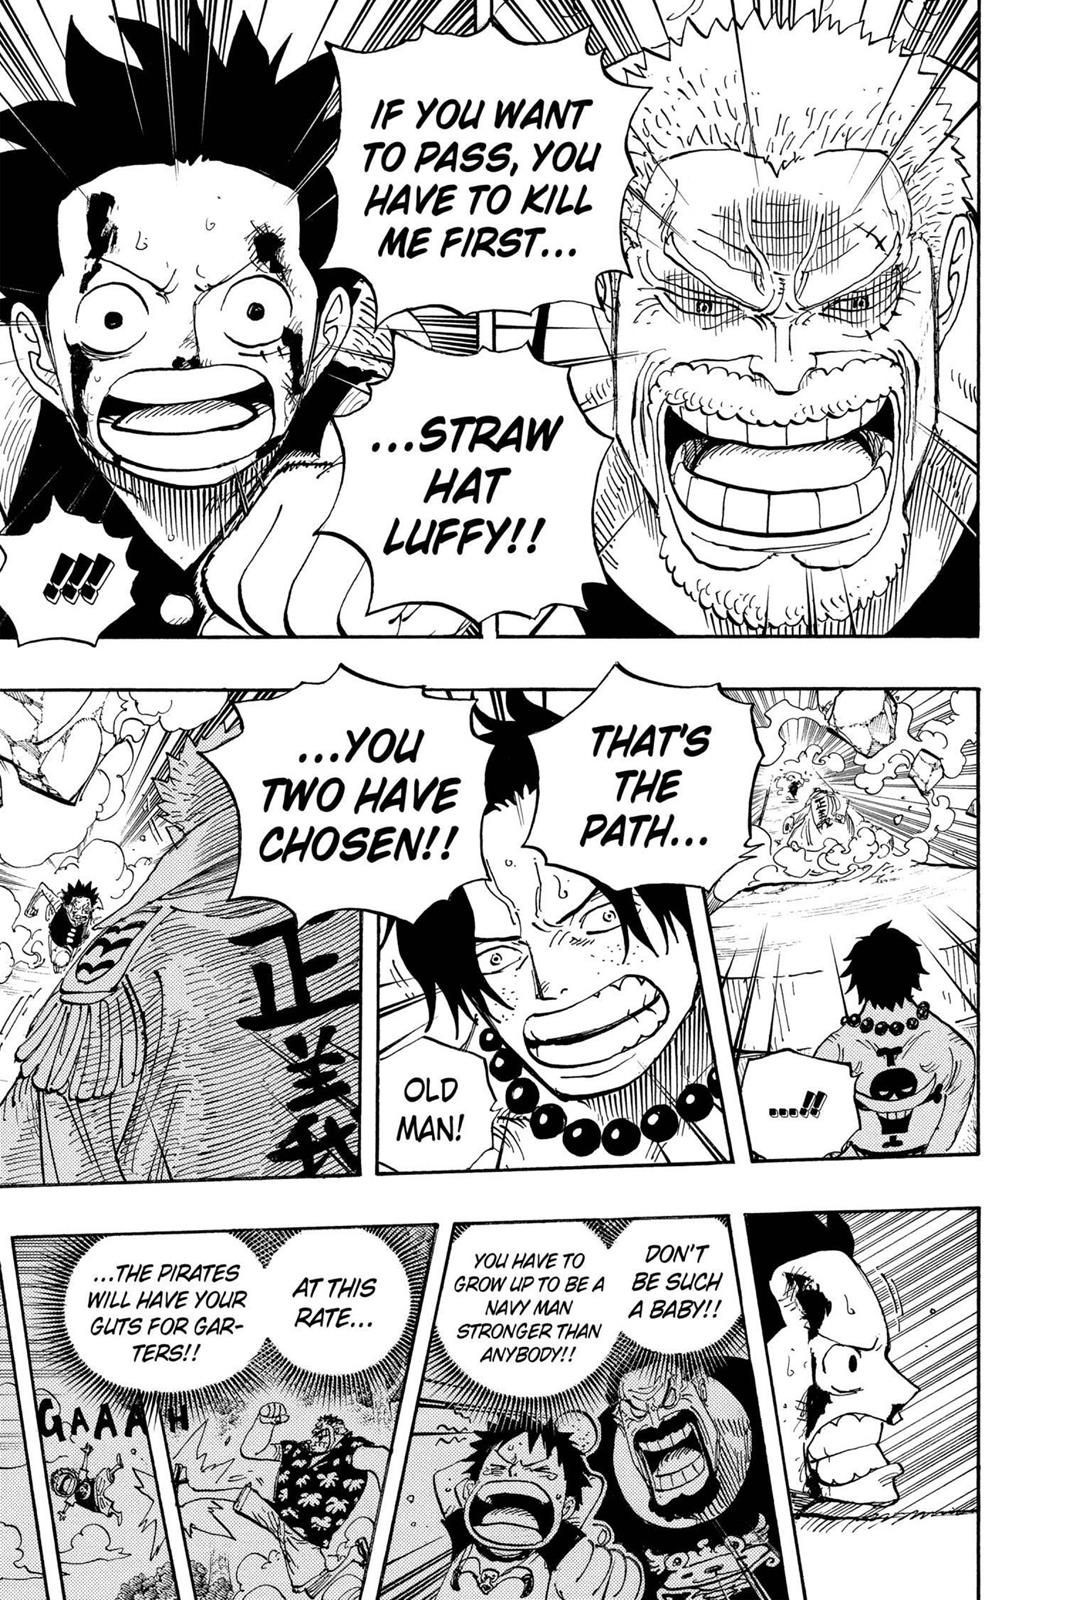 IF YOU WANT
TO PASS, YOU
HAVE TO KILL
ME FIRST...
...STRAW
HAT
LUFFY!!
!!!
THAT'S
THE
PATH...
...YOU
TWO HAVE
CHOSEN!!
...!!
OLD
MAN!
正義
DON'T
BE SUCH
A BABY!!
YOU HAVE TO
GROW UP TO BE A
NAVY MAN
STRONGER THAN
ANYBODY!!
AT THIS
RATE...
...THE PIRATES
WILL HAVE YOUR
GUTS FOR GAR-
TERS!!
GAAAH